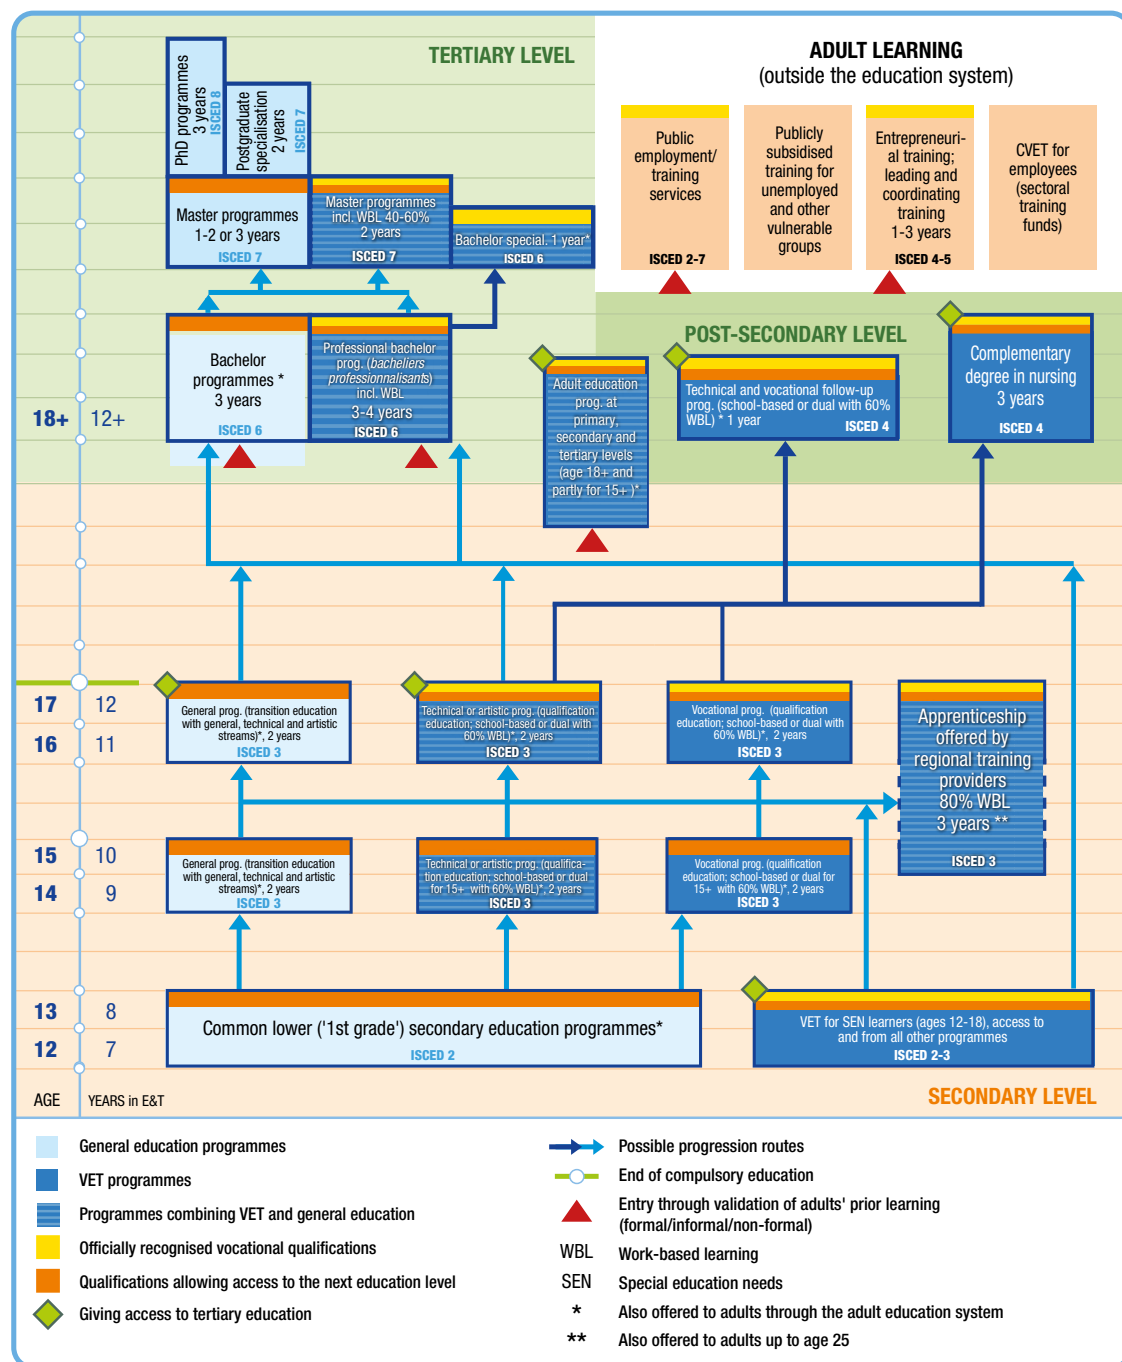 TERTIARY LEVEL
ADULT LEARNING
(outside the education system)
PhD programmes
3 years
ISCED 8
Postgraduate
specialisation
2 years
ISCED 7
Public
employment/
training
services
ISCED 2-7
Publicly
subsidised
training for
unemployed
and other
vulnerable
groups
Entrepreneuri-
al training;
leading and
coordinating
training
1-3 years
ISCED 4-5
CVET for
employees
(sectoral
training
funds)
Master programmes
1-2 or 3 years
ISCED 7
Master programmes
incl. WBL 40-60%
2 years
ISCED 7
Bachelor special. 1 year*
ISCED 6
POST-SECONDARY LEVEL
Bachelor
programmes *
3 years
ISCED 6
Professional bachelor
prog. (bacheliers
professionnalisants)
incl. WBL
3-4 years
ISCED 6
Adult education
prog. at
primary,
secondary and
tertiary levels
(age 18+ and
partly for 15+ )*
Technical and vocational follow-up
prog. (school-based or dual with 60%
WBL) * 1 year
ISCED 4
Complementary
degree in nursing
3 years
ISCED 4
18+ 12+
17 12
16 11
15 10
14 9
13 8
12 7
General prog. (transition education
with general, technical and artistic
streams)*, 2 years
ISCED 3
Technical or artistic prog. (qualification
education; school-based or dual with
60% WBL)*, 2 years
ISCED 3
Vocational prog. (qualification
education; school-based or dual with
60% WBL)*, 2 years
ISCED 3
Apprenticeship
offered by
regional training
providers
80% WBL
3 years **
ISCED 3
General prog. (transition education
with general, technical and artistic
streams)*, 2 years
ISCED 3
Technical or artistic prog. (qualifica-
tion education; school-based or dual
for 15+ with 60% WBL)*, 2 years
ISCED 3
Vocational prog. (qualification
education; school-based or dual for
15+ with 60% WBL)*, 2 years
ISCED 3
Common lower ('1st grade') secondary education programmes*
ISCED 2
VET for SEN learners (ages 12-18), access to
and from all other programmes
ISCED 2-3
AGE
YEARS in E&T
SECONDARY LEVEL
General education programmes
VET programmes
Programmes combining VET and general education
Officially recognised vocational qualifications
Qualifications allowing access to the next education level
Giving access to tertiary education
Possible progression routes
End of compulsory education
Entry through validation of adults' prior learning
(formal/informal/non-formal)
WBL Work-based learning
SEN Special education needs
* Also offered to adults through the adult education system
** Also offered to adults up to age 25